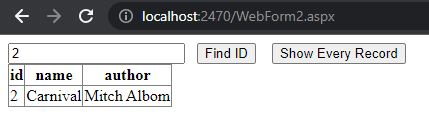 localhost:2470/WebForm2.aspx
2 Find ID Show Every Record
id name author
2 Carnival Mitch Albom